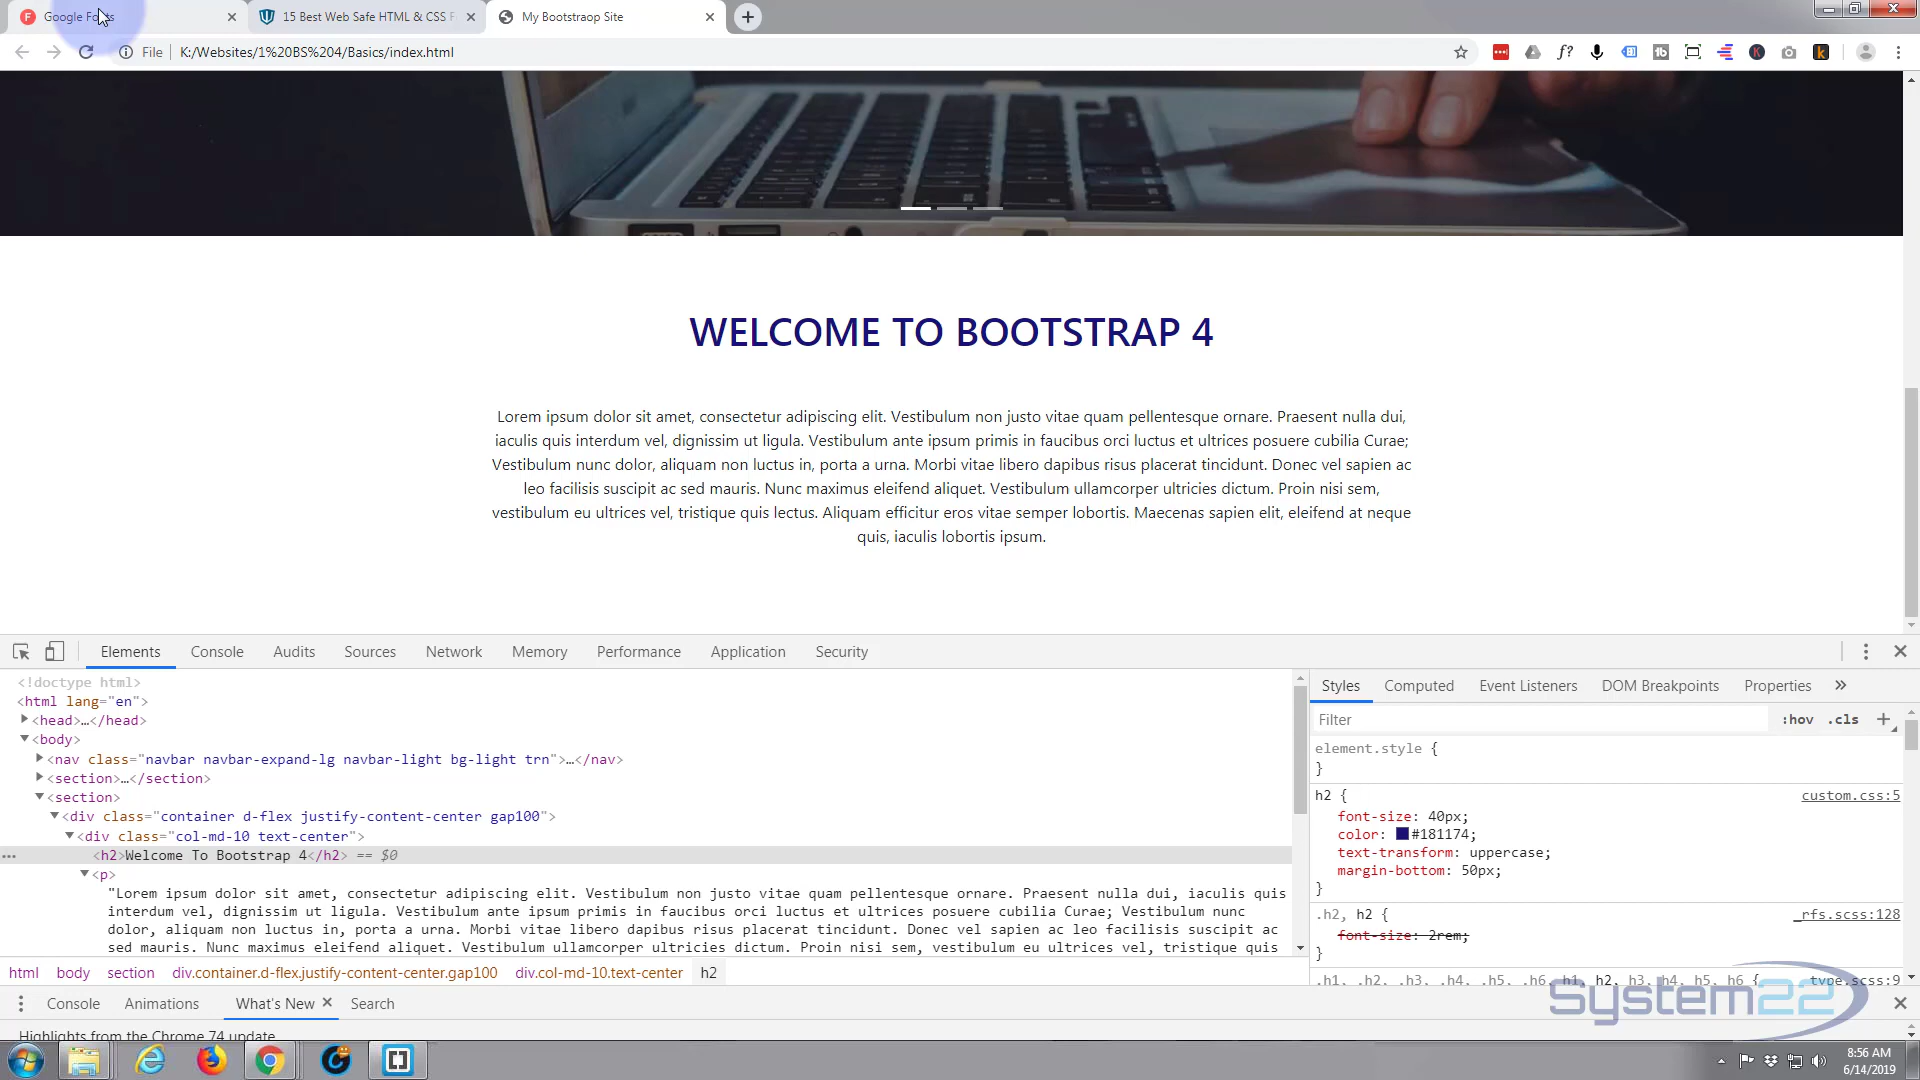 Google Fonts
15 Best Web Safe HTML & CSS F
My Bootstraop Site
File
K:/Websites/1%20BS%204/Basics/index.html
WELCOME TO BOOTSTRAP 4
Lorem ipsum dolor sit amet, consectetur adipiscing elit. Vestibulum non justo vitae quam pellentesque ornare. Praesent nulla dui,
iaculis quis interdum vel, dignissim ut ligula. Vestibulum ante ipsum primis in faucibus orci luctus et ultrices posuere cubilia Curae;
Vestibulum nunc dolor, aliquam non luctus in, porta a urna. Morbi vitae libero dapibus risus placerat tincidunt. Donec vel sapien ac
leo facilisis suscipit ac sed mauris. Nunc maximus eleifend aliquet. Vestibulum ullamcorper ultricies dictum. Proin nisi sem,
vestibulum eu ultrices vel, tristique quis lectus. Aliquam efficitur eros vitae semper lobortis. Maecenas sapien elit, eleifend at neque
quis, iaculis lobortis ipsum.
Elements Console Audits Sources Network Memory Performance Application Security
<!doctype html>
<html lang="en">
<head>…</head>
<body>
<nav class="navbar navbar-expand-lg navbar-light bg-light trn">…</nav>
<section>…</section>
<section>
<div class="container d-flex justify-content-center gap100">
<div class="col-md-10 text-center">
<h2>Welcome To Bootstrap 4</h2> == $0
<p>
"Lorem ipsum dolor sit amet, consectetur adipiscing elit. Vestibulum non justo vitae quam pellentesque ornare. Praesent nulla dui, iaculis quis
interdum vel, dignissim ut ligula. Vestibulum ante ipsum primis in faucibus orci luctus et ultrices posuere cubilia Curae; Vestibulum nunc
dolor, aliquam non luctus in, porta a urna. Morbi vitae libero dapibus risus placerat tincidunt. Donec vel sapien ac leo facilisis suscipit ac
sed mauris. Nunc maximus eleifend aliquet. Vestibulum ullamcorper ultricies dictum. Proin nisi sem, vestibulum eu ultrices vel, tristique quis
html body section div.container.d-flex.justify-content-center.gap100 div.col-md-10.text-center h2
Styles Computed Event Listeners DOM Breakpoints Properties »
Filter :hov .cls +
element.style {
}
h2 { custom.css:5
font-size: 40px;
color: #181174;
text-transform: uppercase;
margin-bottom: 50px;
}
.h2, h2 { _rfs.scss:128
font-size: 2rem;
}
.h1, .h2, .h3, .h4, .h5, .h6, h1, h2, h3, h4, h5, h6 { type.scss:9
Console Animations What's New Search
Highlights from the Chrome 74 update
System22
8:56 AM
6/14/2019